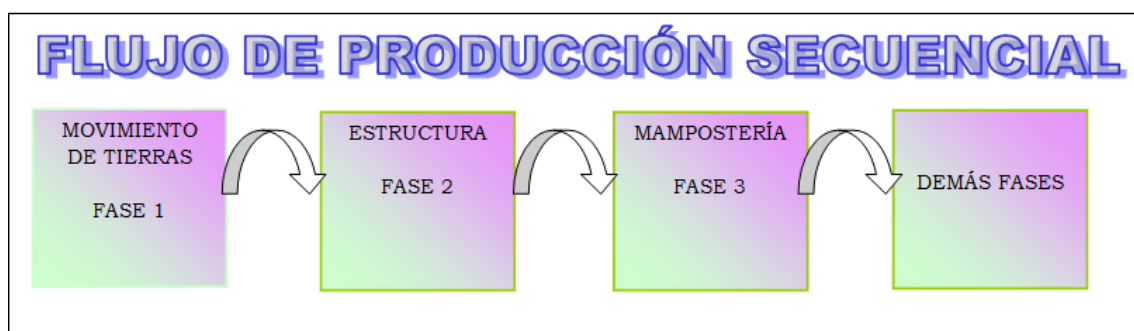 FLUJO DE PRODUCCIÓN SECUENCIAL
MOVIMIENTO
DE TIERRAS
FASE 1
ESTRUCTURA
FASE 2
MAMPOSTERÍA
FASE 3
DEMÁS FASES